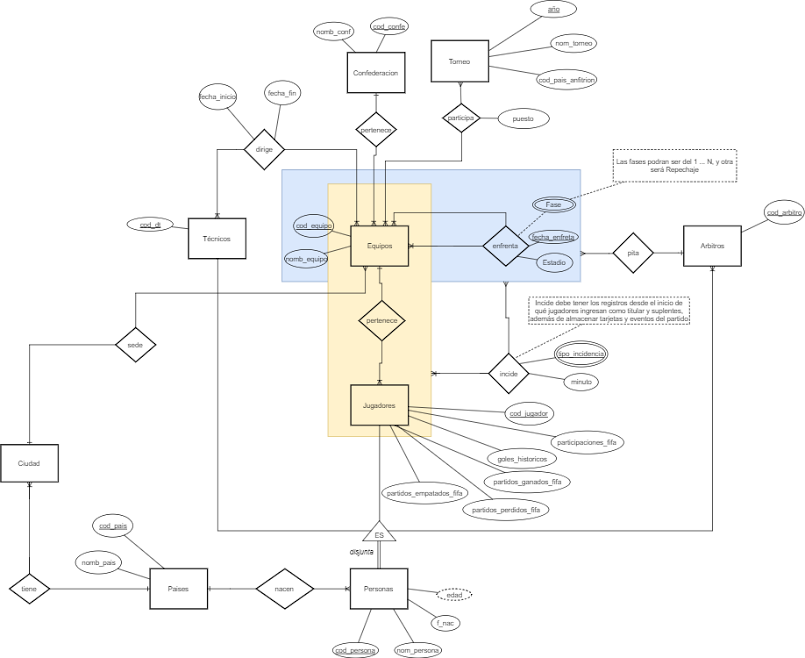 año
nomb_conf
cod_confe
nom_torneo
Torneo
Confederacion
cod_pais_anfitrion
fecha_inicio
fecha_fin
participa
puesto
pertenece
dirige
Las fases podran ser del 1 ... N, y otra
será Repechaje
Fase
cod_arbitro
cod_dt
cod_equipo
fecha_enfreta
Técnicos
Equipos
enfrenta
Arbitros
pita
nomb_equipo
Estadio
Incide debe tener los registros desde el inicio de
qué jugadores ingresan como titular y suplentes,
además de almacenar tarjetas y eventos del partido
pertenece
sede
tipo_incidencia
incide
minuto
Jugadores
cod_jugador
participaciones_fifa
goles_historicos
Ciudad
partidos_ganados_fifa
partidos_empatados_fifa
partidos_perdidos_fifa
cod_pais
ES
disjunta
nomb_pais
tiene
Paises
nacen
Personas
edad
f_nac
cod_persona
nom_persona